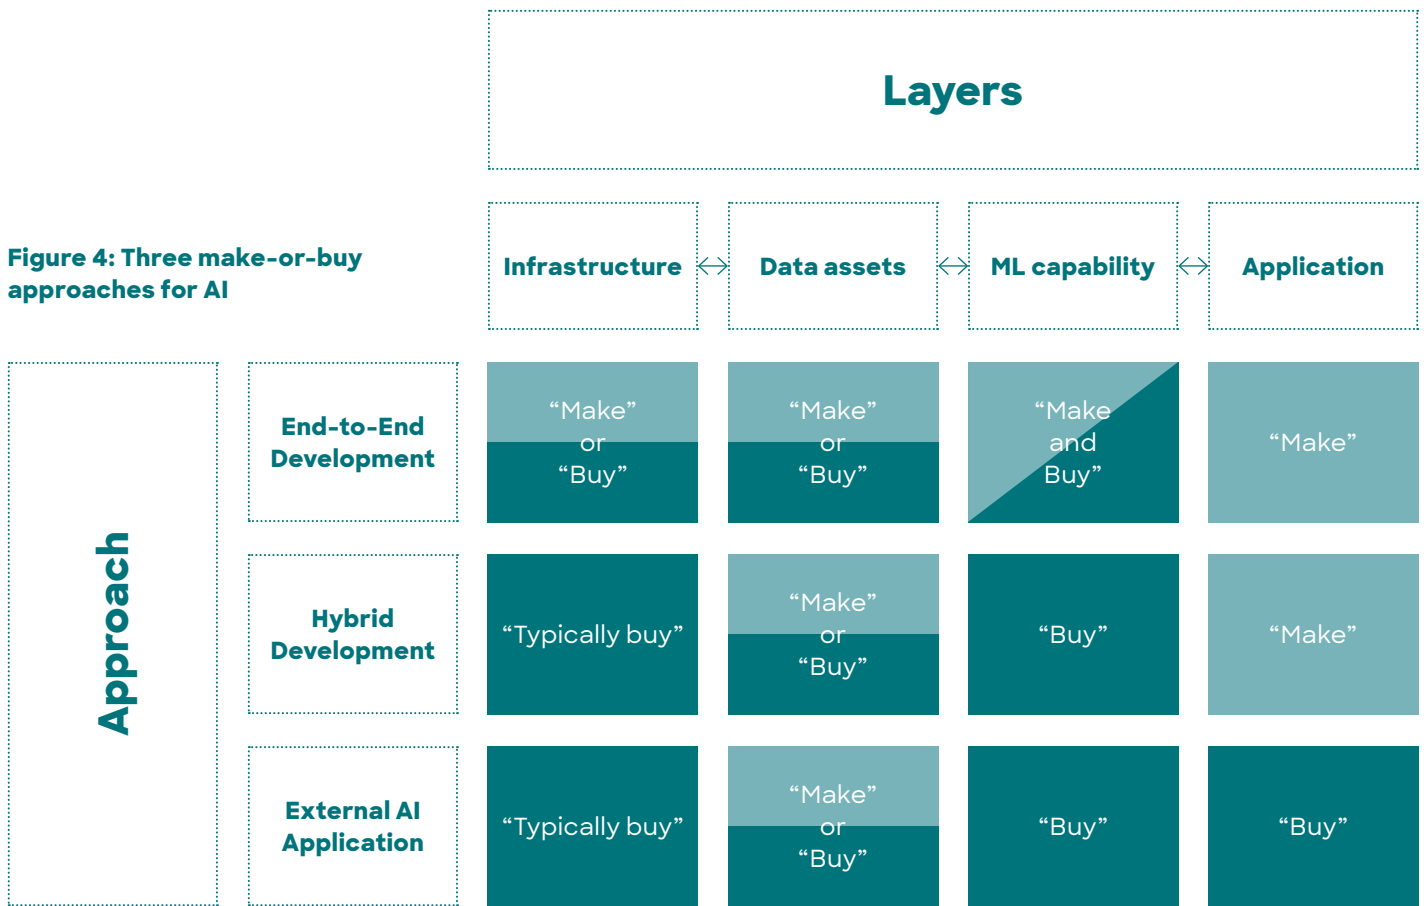 Layers
Figure 4: Three make-or-buy
approaches for AI
Infrastructure
Data assets
ML capability
Application
Approach
End-to-End
Development
“Make”
or
“Buy”
“Make”
or
“Buy”
“Make
and
Buy”
“Make”
Hybrid
Development
“Typically buy”
“Make”
or
“Buy”
“Buy”
“Make”
External AI
Application
“Typically buy”
“Make”
or
“Buy”
“Buy”
“Buy”